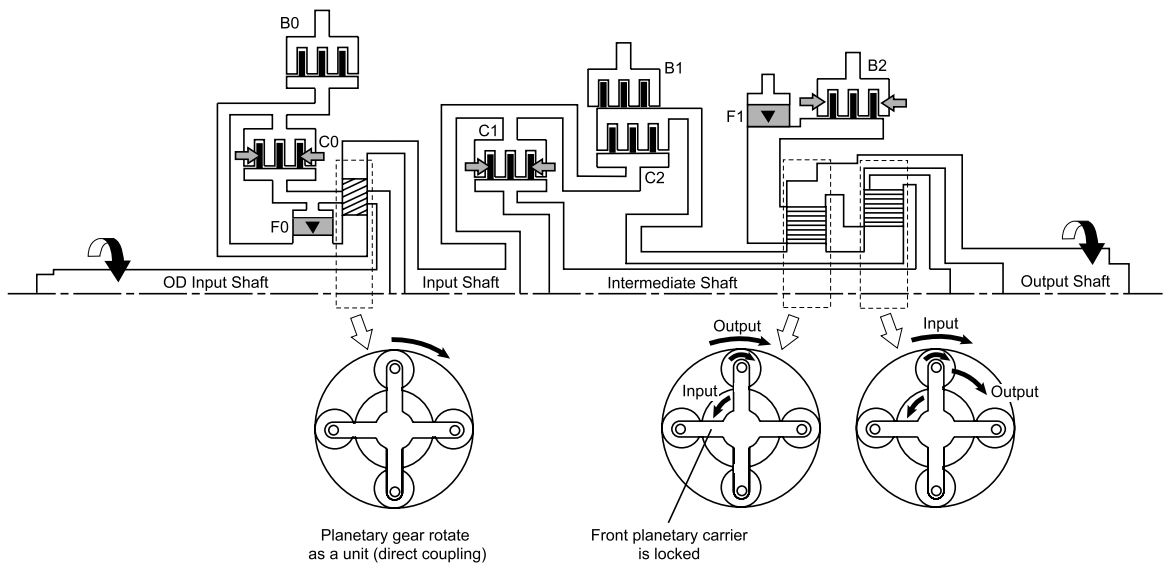 B0
B1
B2
F1
C1
C0
C2
F0
OD Input Shaft
Input Shaft
Intermediate Shaft
Output Shaft
Output
Input
Input
Output
Planetary gear rotate
as a unit (direct coupling)
Front planetary carrier
is locked